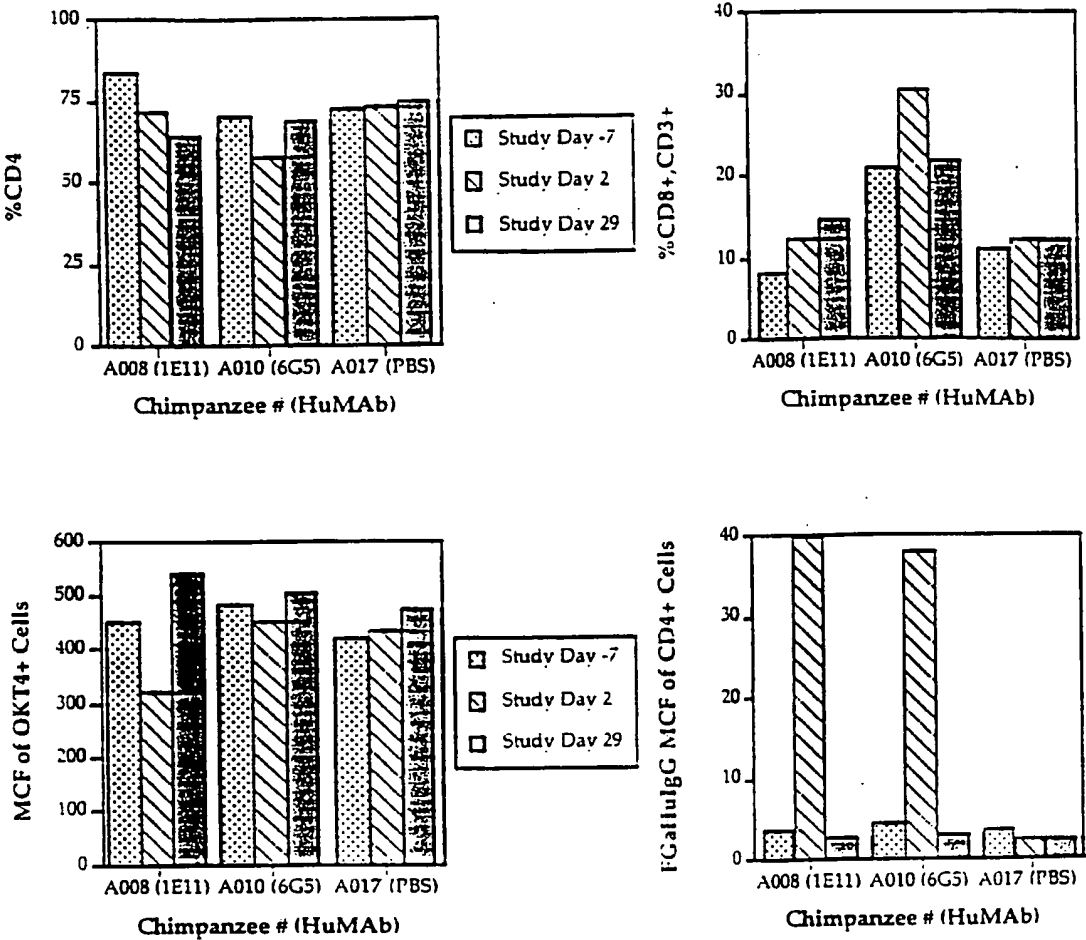 100
75
50
25
0
%CD4
A008 (1E11) A010 (6G5) A017 (PBS)
Chimpanzee # (HuMAb)
Study Day -7
Study Day 2
Study Day 29
40
30
20
10
0
%CD8+,CD3+
A008 (1E11) A010 (6G5) A017 (PBS)
Chimpanzee # (HuMAb)
600
500
400
300
200
100
0
MCF of OKT4+ Cells
A008 (1E11) A010 (6G5) A017 (PBS)
Chimpanzee # (HuMAb)
Study Day -7
Study Day 2
Study Day 29
40
30
20
10
0
MCF of CD4+ Cells
A008 (1E11) A010 (6G5) A017 (PBS)
Chimpanzee # (HuMAb)